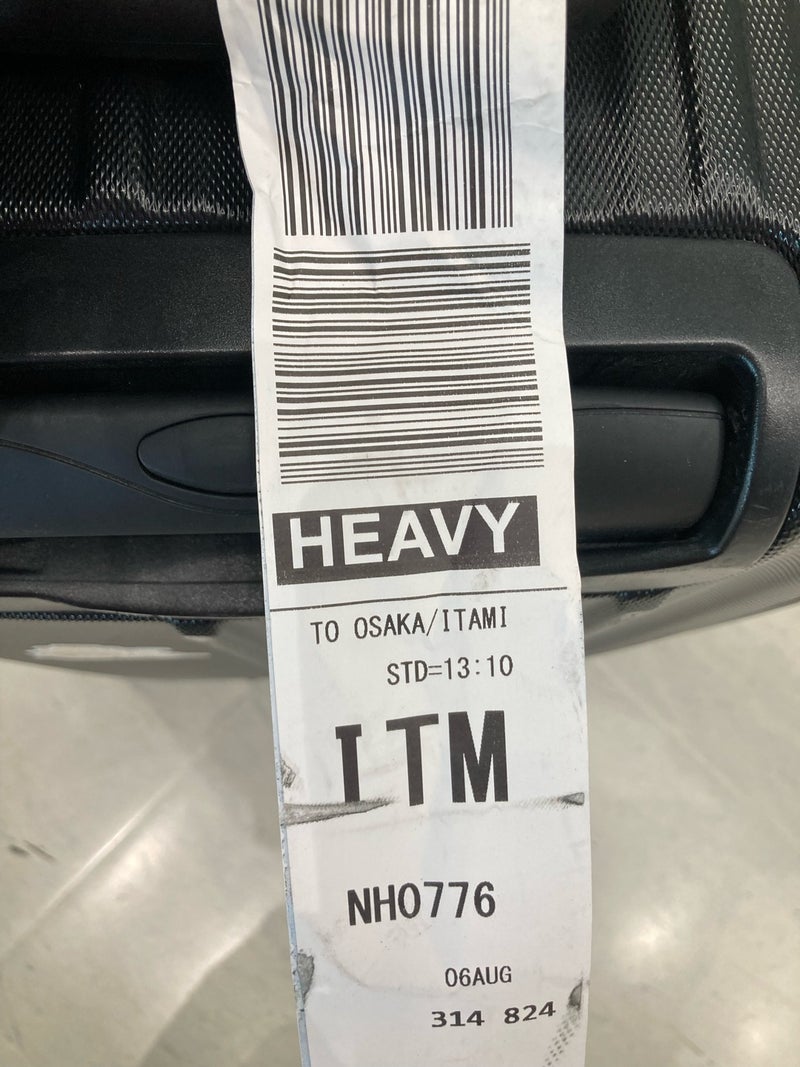 HEAVY
TO OSAKA/ITAMI
STD=13:10
ITM
NH0776
06AUG
314 824